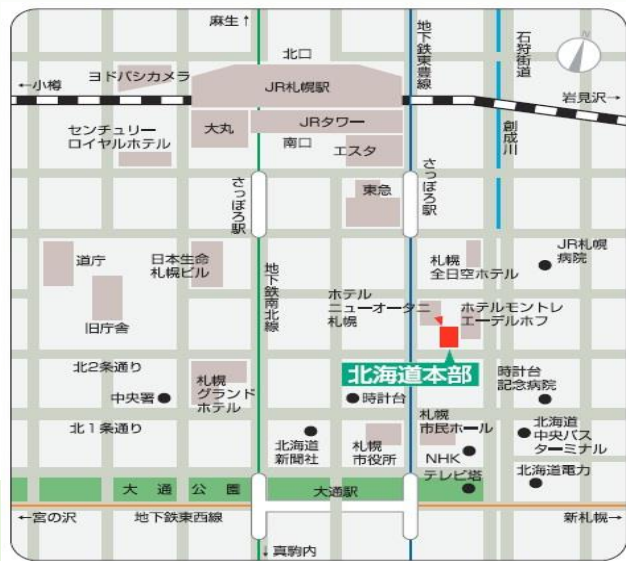 麻生↑
地下鉄東豊線
石狩街道
N
北口
ヨドバシカメラ
←小樽
JR札幌駅
岩見沢→
大丸
JRタワー
センチュリー
ロイヤルホテル
南口
エスタ
創成川
さっぽろ駅
さっぽろ駅
東急
道庁
日本生命
札幌ビル
地下鉄南北線
札幌
全日空ホテル
JR札幌
病院
旧庁舎
ホテル
ニューオータニ
札幌
ホテルモントレ
エーデルホフ
北2条通り
北海道本部
中央署
札幌
グランド
ホテル
時計台
時計台
記念病院
北1条通り
北海道
新聞社
札幌
市役所
札幌
市民ホール
NHK
テレビ塔
北海道
中央バス
ターミナル
北海道電力
大通公園
大通駅
←宮の沢
地下鉄東西線
新札幌→
↓真駒内